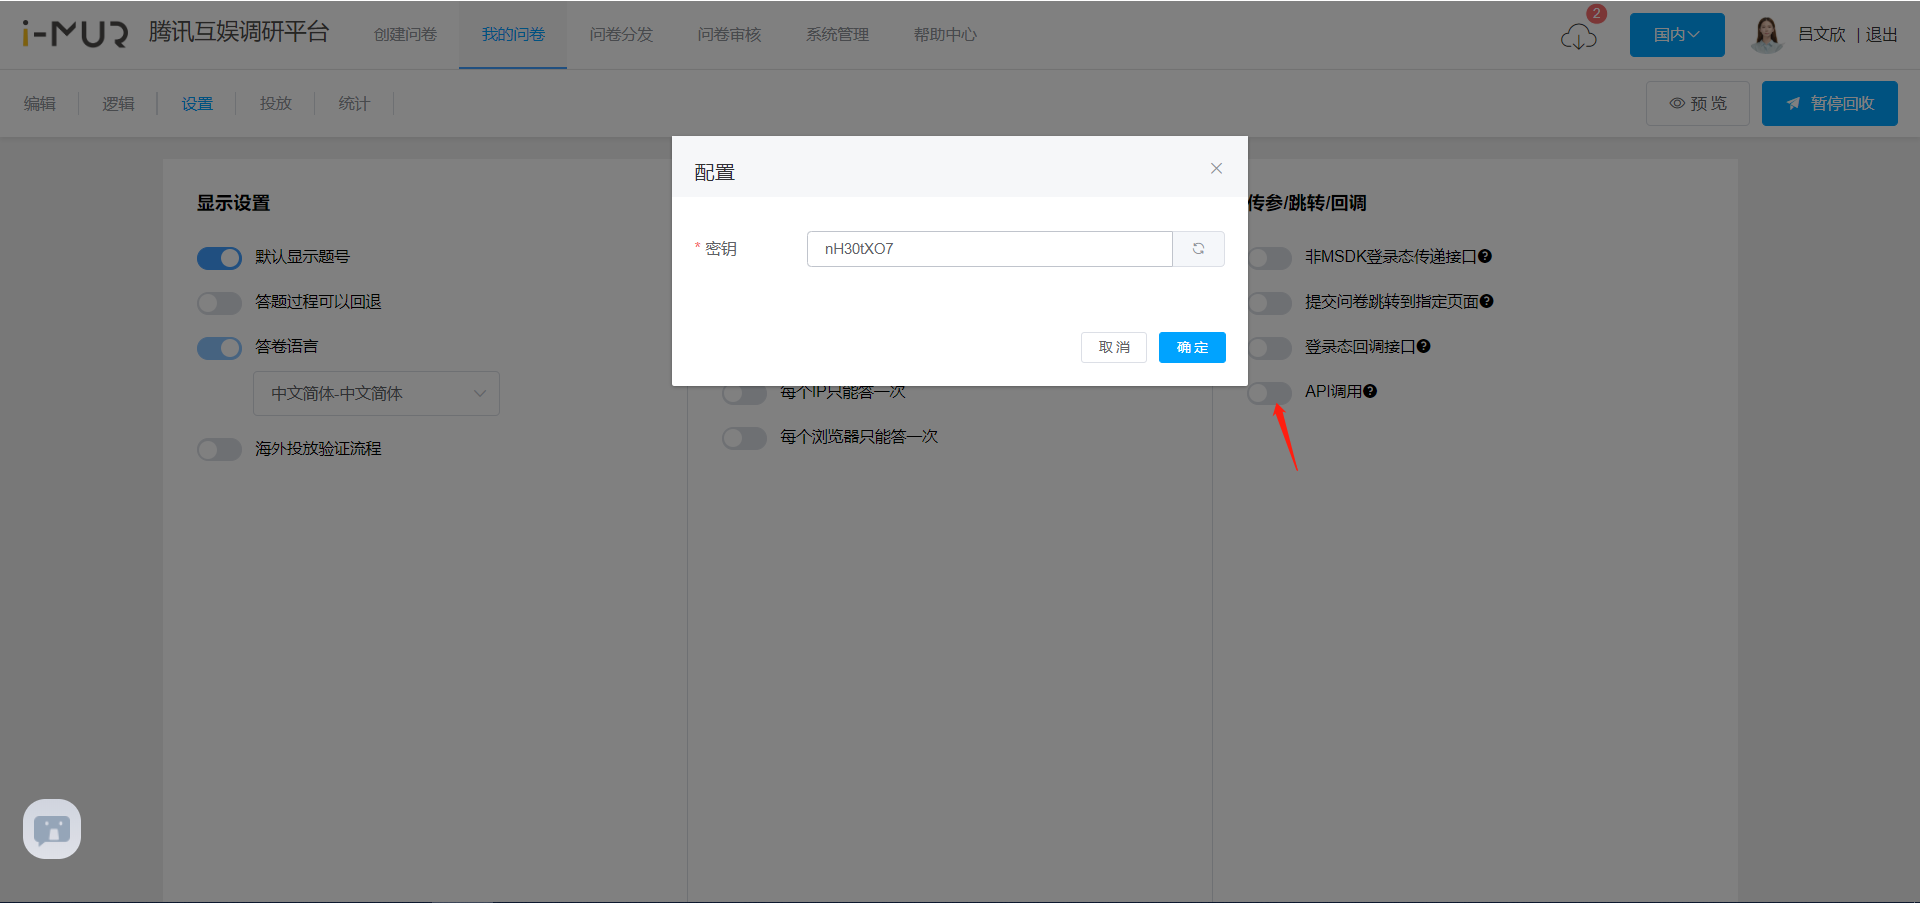 i-MUR 腾讯互娱调研平台 创建问卷 我的问卷 问卷分发 问卷审核 系统管理 帮助中心 2 国内 吕文欣 | 退出
编辑 逻辑 设置 投放 统计 预 览 暂停回收
配置
* 密钥 nH30tXO7
取 消 确 定
显示设置
默认显示题号
答题过程可以回退
答卷语言
中文简体-中文简体
海外投放验证流程
每个IP只能答一次
每个浏览器只能答一次
传参/跳转/回调
非MSDK登录态传递接口?
提交问卷跳转到指定页面?
登录态回调接口?
API调用?